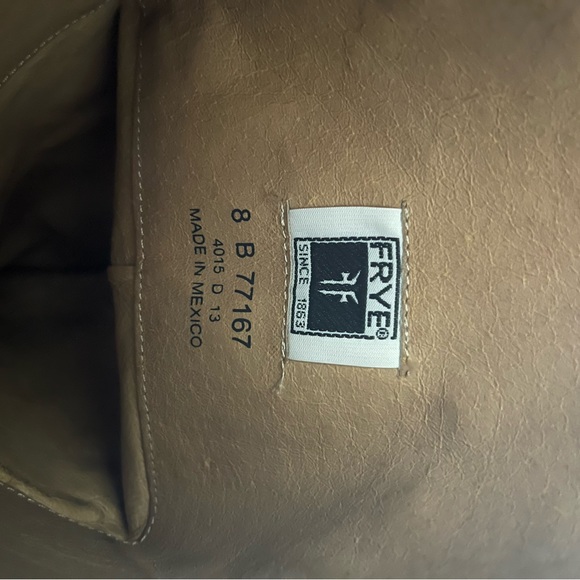 FRYE®
SINCE 1863
8 B 77167
4015 D 13
MADE IN MEXICO